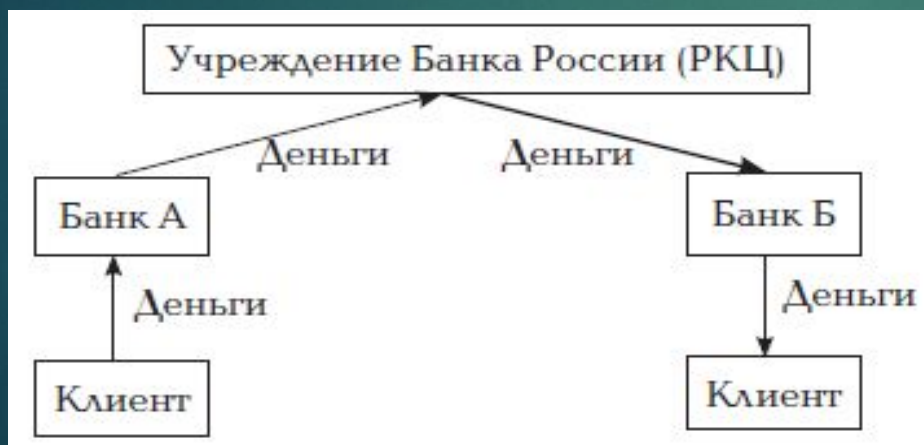 Учреждение Банка России (РКЦ)
Деньги
Деньги
Банк А
Банк Б
Деньги
Деньги
Клиент
Клиент